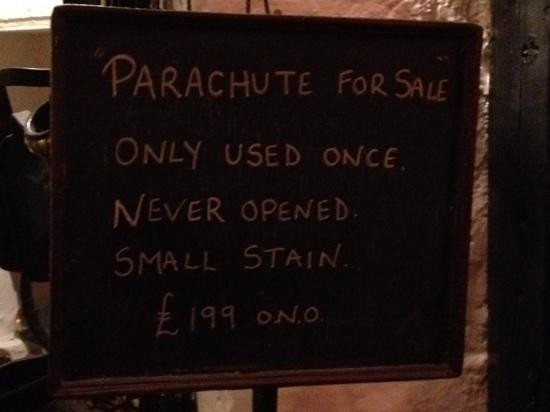 "PARACHUTE FOR SALE"
ONLY USED ONCE.
NEVER OPENED.
SMALL STAIN.
£199 O.N.O.